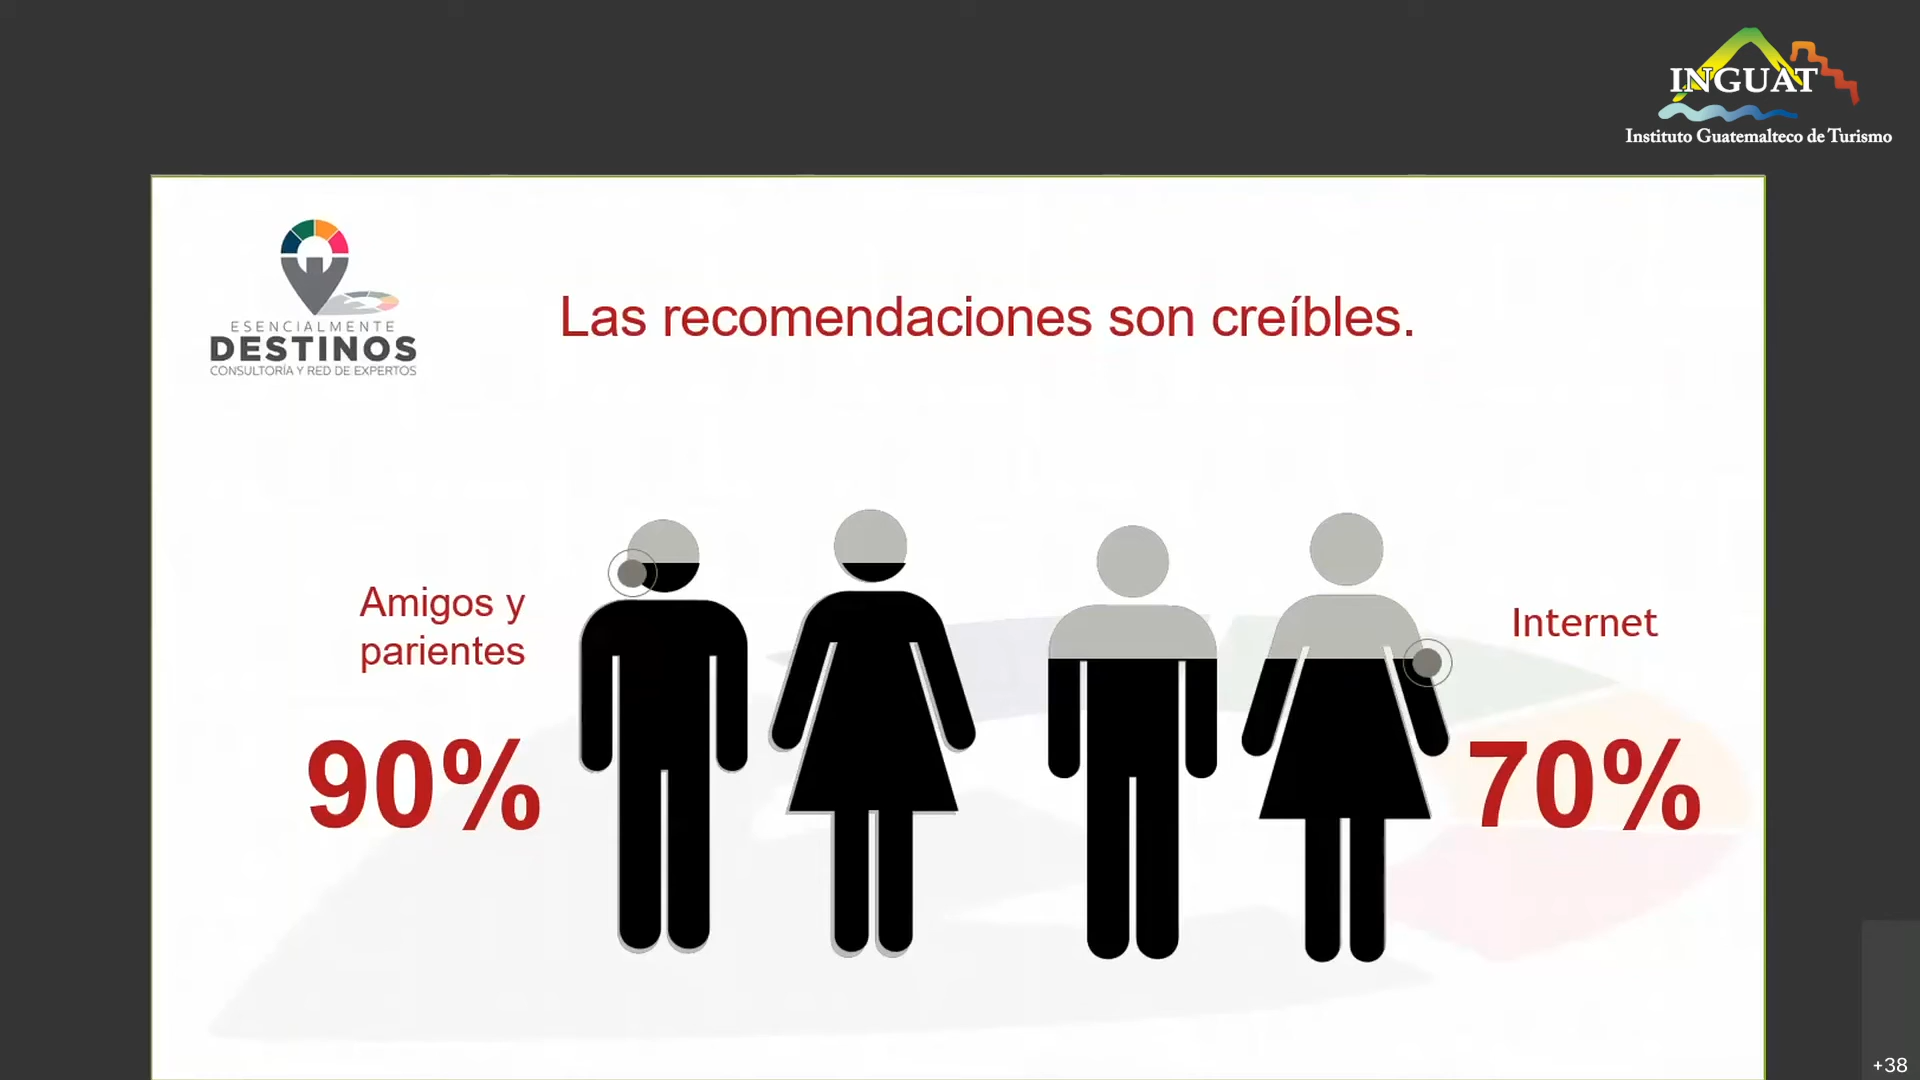 INGUAT
Instituto Guatemalteco de Turismo
ESENCIALMENTE
DESTINOS
CONSULTORÍA Y RED DE EXPERTOS
Las recomendaciones son creíbles.
Amigos y
parientes
90%
Internet
70%
+38